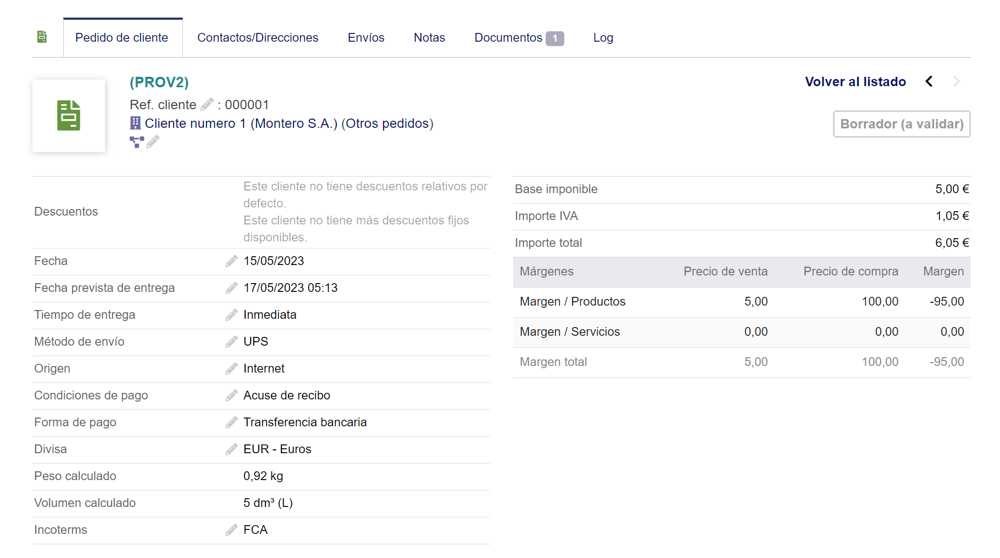 Pedido de cliente Contactos/Direcciones Envíos Notas Documentos 1 Log
(PROV2)
Volver al listado
Ref. cliente : 000001
Cliente numero 1 (Montero S.A.) (Otros pedidos)
Borrador (a validar)
Descuentos
Este cliente no tiene descuentos relativos por
defecto.
Este cliente no tiene más descuentos fijos
disponibles.
Fecha 15/05/2023
Fecha prevista de entrega 17/05/2023 05:13
Tiempo de entrega Inmediata
Método de envío UPS
Origen Internet
Condiciones de pago Acuse de recibo
Forma de pago Transferencia bancaria
Divisa EUR - Euros
Peso calculado 0,92 kg
Volumen calculado 5 dm³ (L)
Incoterms FCA
Base imponible 5,00 €
Importe IVA 1,05 €
Importe total 6,05 €
Márgenes Precio de venta Precio de compra Margen
Margen / Productos 5,00 100,00 -95,00
Margen / Servicios 0,00 0,00 0,00
Margen total 5,00 100,00 -95,00